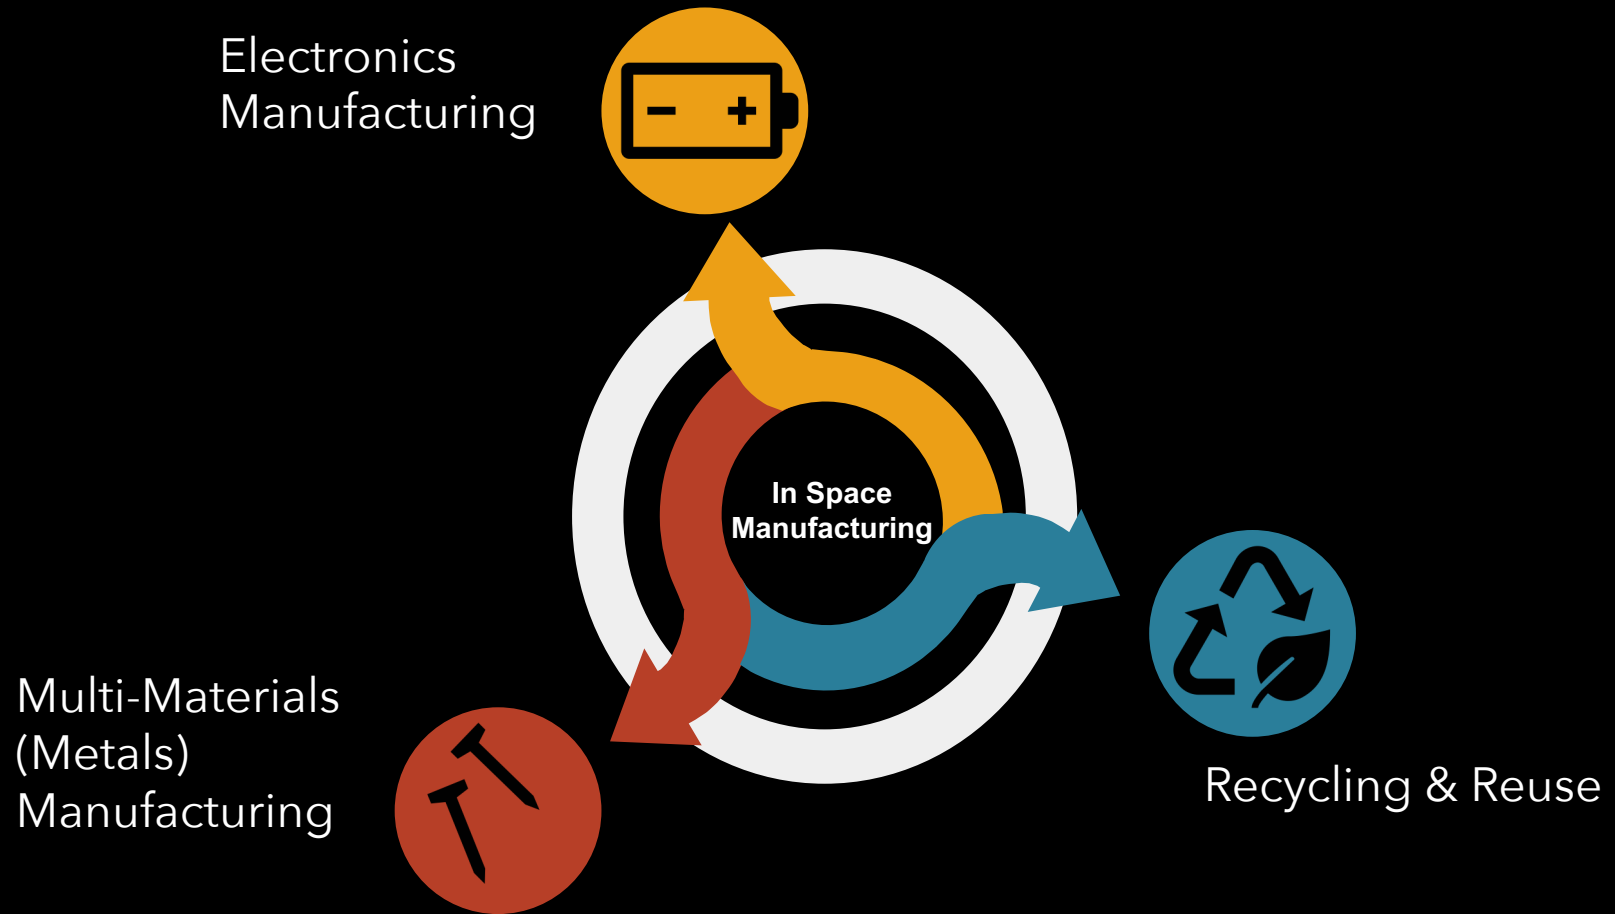 Electronics
Manufacturing
In Space
Manufacturing
Multi-Materials
(Metals)
Manufacturing
Recycling & Reuse